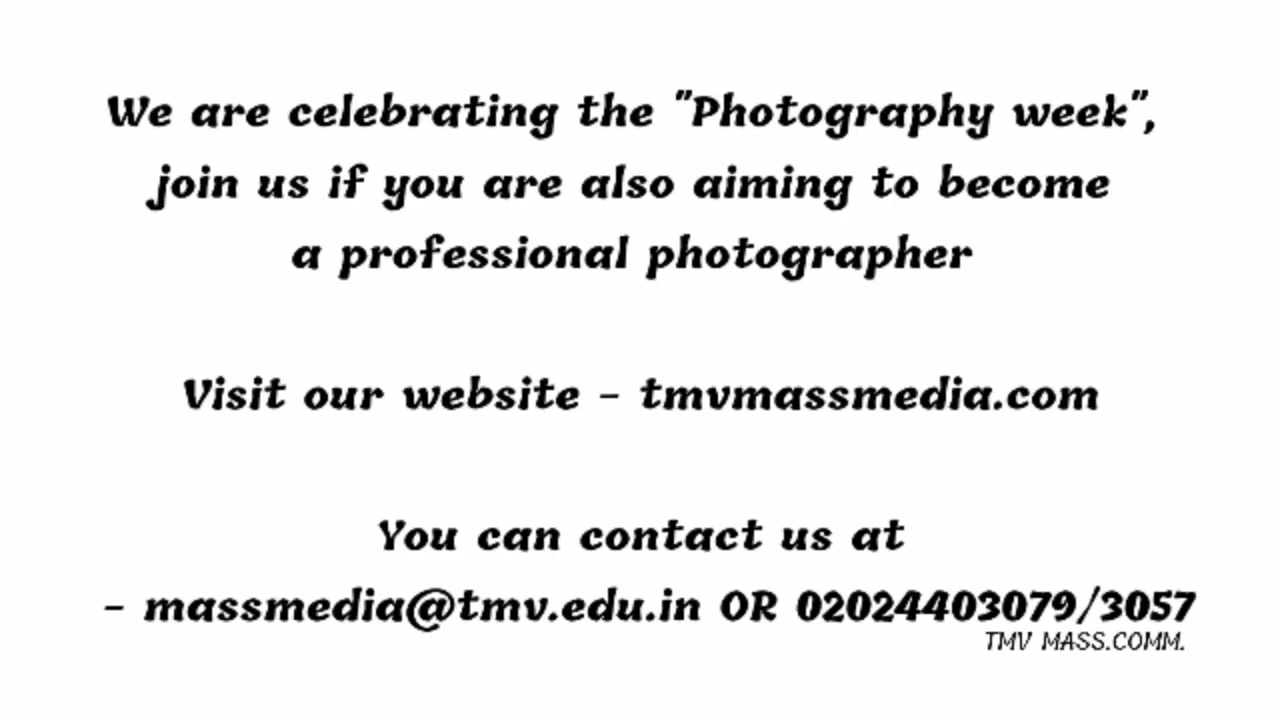 We are celebrating the "Photography week",
join us if you are also aiming to become
a professional photographer
Visit our website - tmvmassmedia.com
You can contact us at
- massmedia@tmv.edu.in OR 02024403079/3057
TMV MASS.COMM.